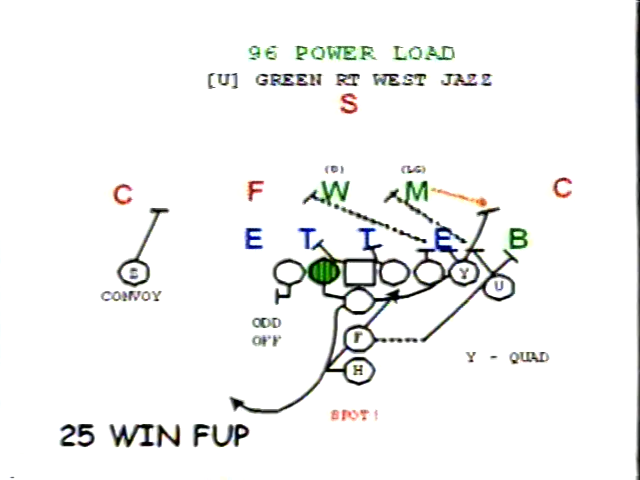 96 POWER LOAD
[U] GREEN RT WEST JAZZ
S
C F (U) W (LG) M C
E T T E B
Y
U
CONVOY
ODD
OFF
F
Y - QUAD
H
SPOT!
25 WIN FUP